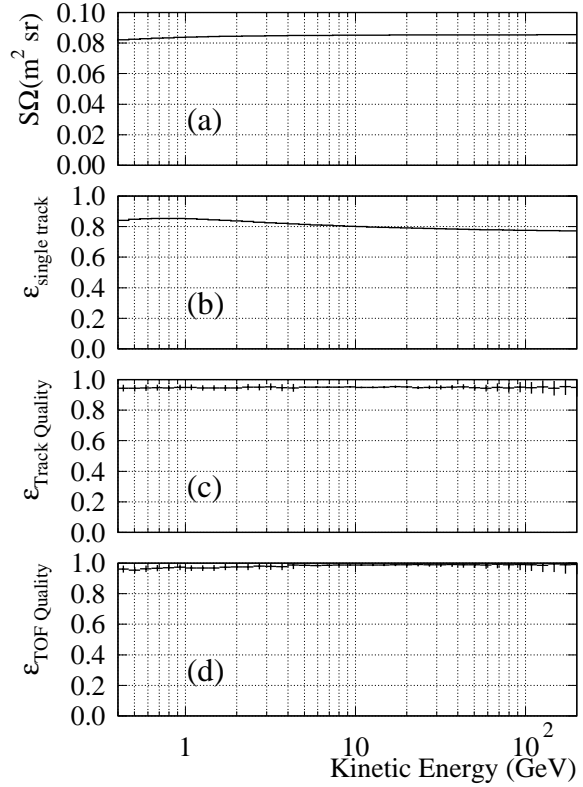 0.10
0.08
0.06
0.04
0.02
0.00
SΩ(m² sr)
(a)
1.0
0.8
0.6
0.4
0.2
0.0
ε single track
(b)
1.0
0.8
0.6
0.4
0.2
0.0
ε Track Quality
(c)
1.0
0.8
0.6
0.4
0.2
0.0
ε TOF Quality
(d)
1 10 10²
Kinetic Energy (GeV)